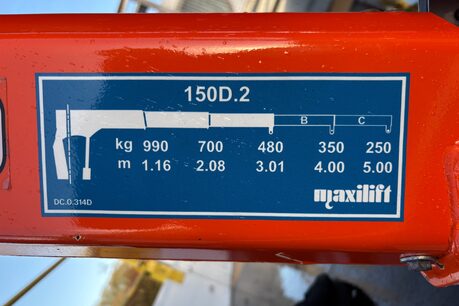 150D.2
B C
kg 990 700 480 350 250
m 1.16 2.08 3.01 4.00 5.00
DC.O.314D maxilift